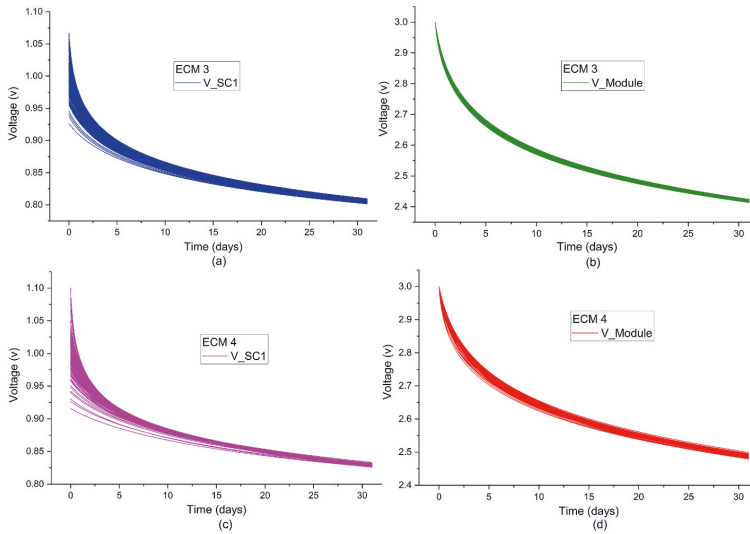 1.10
1.05
1.00
0.95
0.90
0.85
0.80
Voltage (v)
ECM 3
V_SC1
0 5 10 15 20 25 30
Time (days)
(a)
3.0
2.9
2.8
2.7
2.6
2.5
2.4
Voltage (v)
ECM 3
V_Module
0 5 10 15 20 25 30
Time (days)
(b)
1.10
1.05
1.00
0.95
0.90
0.85
0.80
Voltage (v)
ECM 4
V_SC1
0 5 10 15 20 25 30
Time (days)
(c)
3.0
2.9
2.8
2.7
2.6
2.5
2.4
Voltage (v)
ECM 4
V_Module
0 5 10 15 20 25 30
Time (days)
(d)